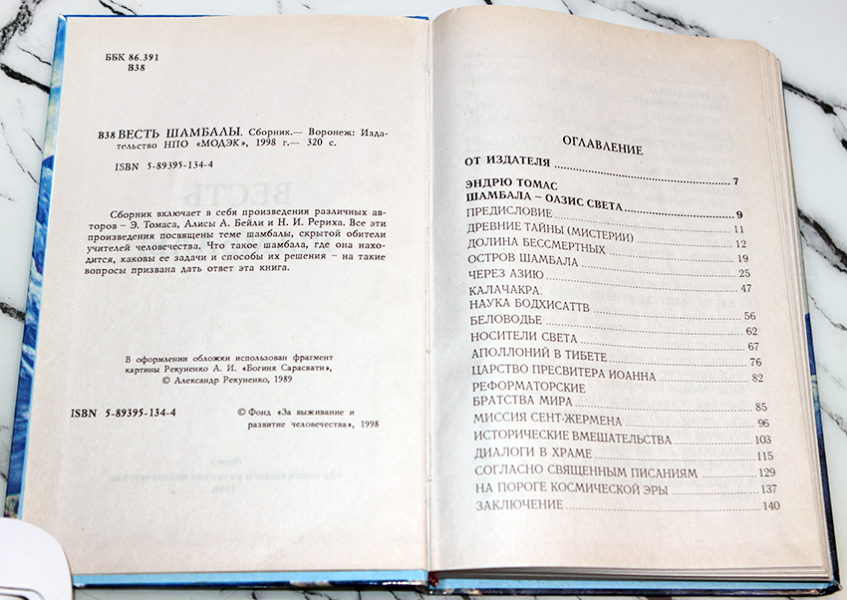 ББК 86.391
В38
В38 ВЕСТЬ ШАМБАЛЫ. Сборник.— Воронеж: Изда-
тельство НПО «МОДЭК», 1998 г.— 320 с.
ISBN 5-89395-134-4
Сборник включает в себя произведения различных ав-
торов – Э. Томаса, Алисы А. Бейли и Н. И. Рериха. Все эти
произведения посвящены теме шамбалы, скрытой обители
учителей человечества. Что такое шамбала, где она нахо-
дится, каковы ее задачи и способы их решения – на такие
вопросы призвана дать ответ эта книга.
В оформлении обложки использован фрагмент
картины Рекуненко А. И. «Богиня Сарасвати».
© Александр Рекуненко, 1989
ISBN 5-89395-134-4
© Фонд «За выживание и
развитие человечества», 1998
ОГЛАВЛЕНИЕ
ОТ ИЗДАТЕЛЯ 7
ЭНДРЮ ТОМАС
ШАМБАЛА – ОАЗИС СВЕТА 9
ПРЕДИСЛОВИЕ 11
ДРЕВНИЕ ТАЙНЫ (МИСТЕРИИ) 12
ДОЛИНА БЕССМЕРТНЫХ 19
ОСТРОВ ШАМБАЛА 25
ЧЕРЕЗ АЗИЮ 47
КАЛАЧАКРА:
НАУКА БОДХИСАТТВ 56
БЕЛОВОДЬЕ 62
НОСИТЕЛИ СВЕТА 67
АПОЛЛОНИЙ В ТИБЕТЕ 76
ЦАРСТВО ПРЕСВИТЕРА ИОАННА 82
РЕФОРМАТОРСКИЕ
БРАТСТВА МИРА 85
МИССИЯ СЕНТ-ЖЕРМЕНА 96
ИСТОРИЧЕСКИЕ ВМЕШАТЕЛЬСТВА 103
ДИАЛОГИ В ХРАМЕ 115
СОГЛАСНО СВЯЩЕННЫМ ПИСАНИЯМ 129
НА ПОРОГЕ КОСМИЧЕСКОЙ ЭРЫ 137
ЗАКЛЮЧЕНИЕ 140